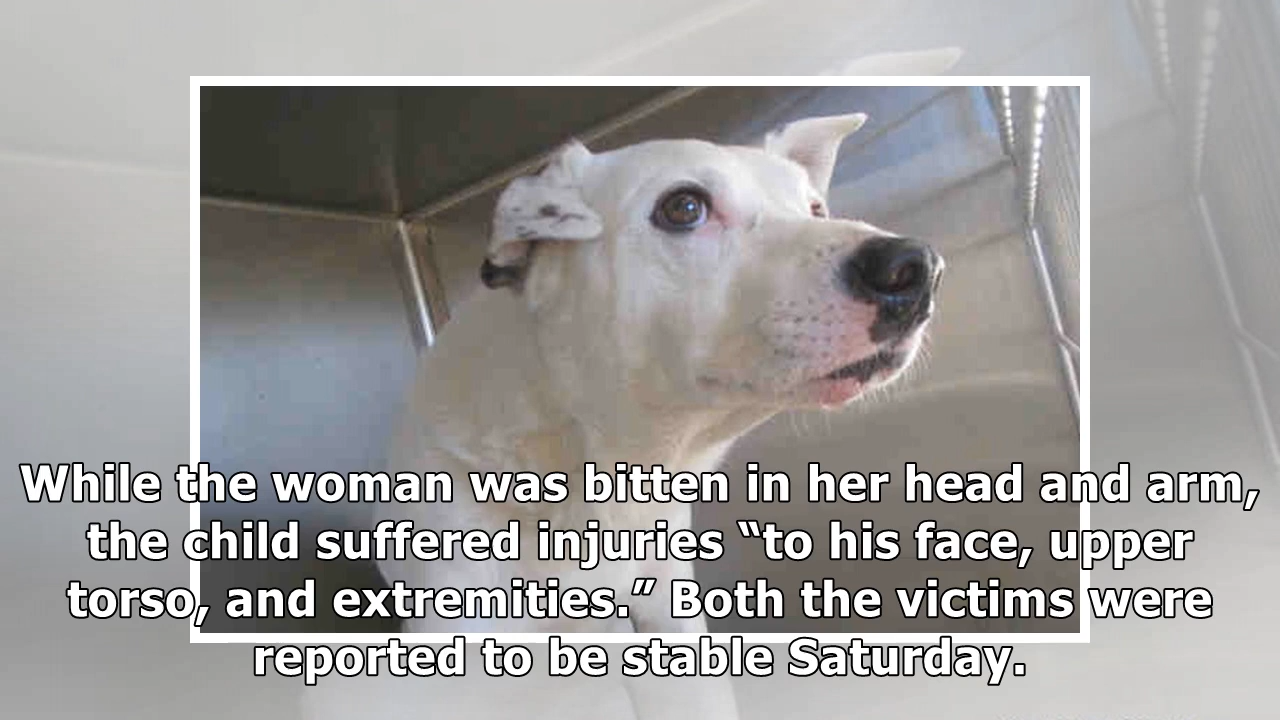 While the woman was bitten in her head and arm,
the child suffered injuries “to his face, upper
torso, and extremities.” Both the victims were
reported to be stable Saturday.